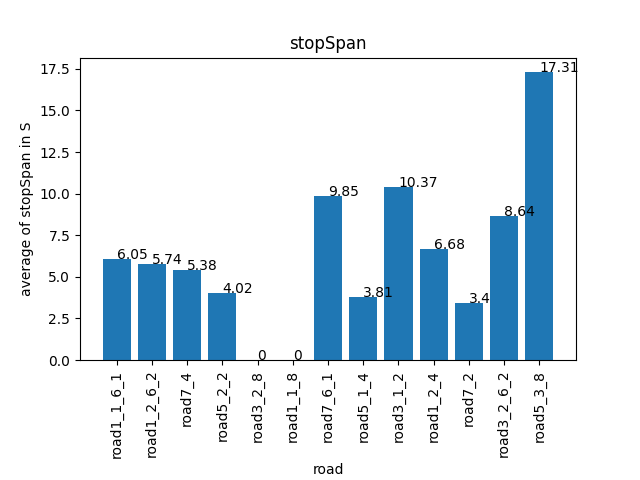 stopSpan
average of stopSpan in S
17.5
15.0
12.5
10.0
7.5
5.0
2.5
0.0
6.05
5.74
5.38
4.02
0
0
9.85
3.81
10.37
6.68
3.4
8.64
17.31
road1_1_6_1
road1_2_6_2
road7_4
road5_2_2
road3_2_8
road1_1_8
road7_6_1
road5_1_4
road3_1_2
road1_2_4
road7_2
road3_2_6_2
road5_3_8
road